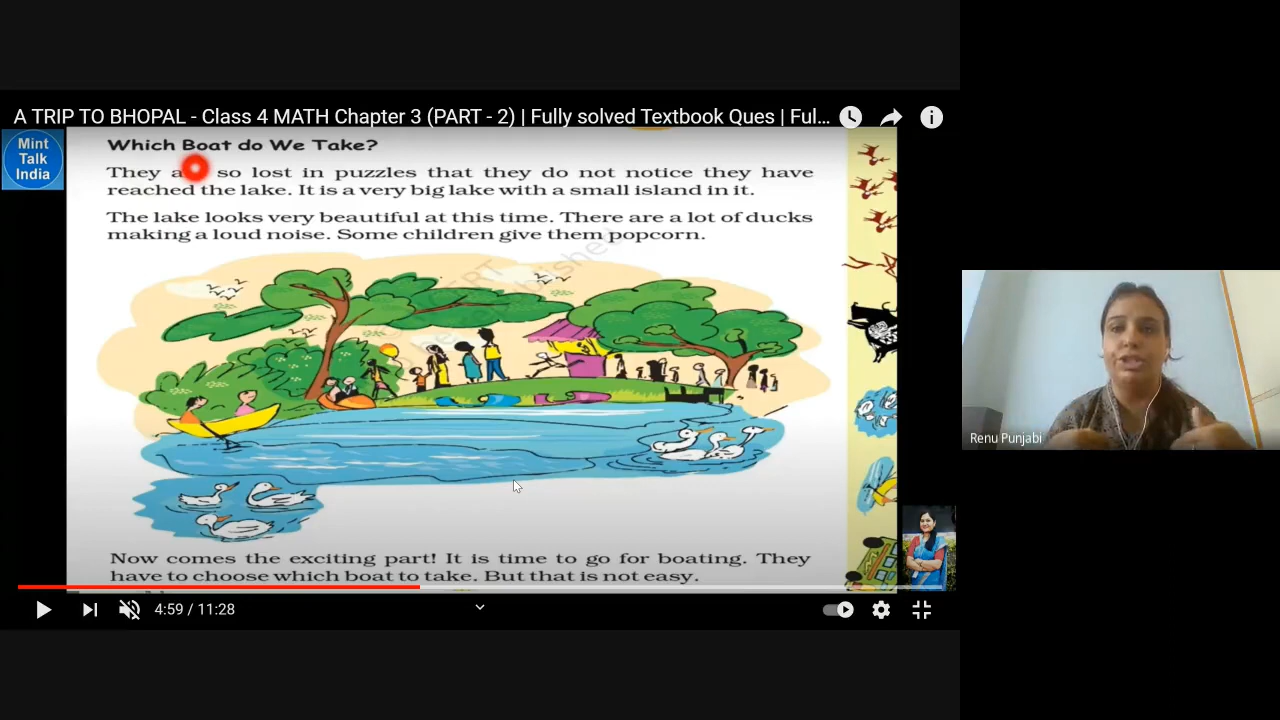 A TRIP TO BHOPAL - Class 4 MATH Chapter 3 (PART - 2) | Fully solved Textbook Ques | Ful...
Mint
Talk
India
Which Boat do We Take?
They a so lost in puzzles that they do not notice they have
reached the lake. It is a very big lake with a small island in it.
The lake looks very beautiful at this time. There are a lot of ducks
making a loud noise. Some children give them popcorn.
Renu Punjabi
Now comes the exciting part! It is time to go for boating. They
have to choose which boat to take. But that is not easy.
4:59 / 11:28